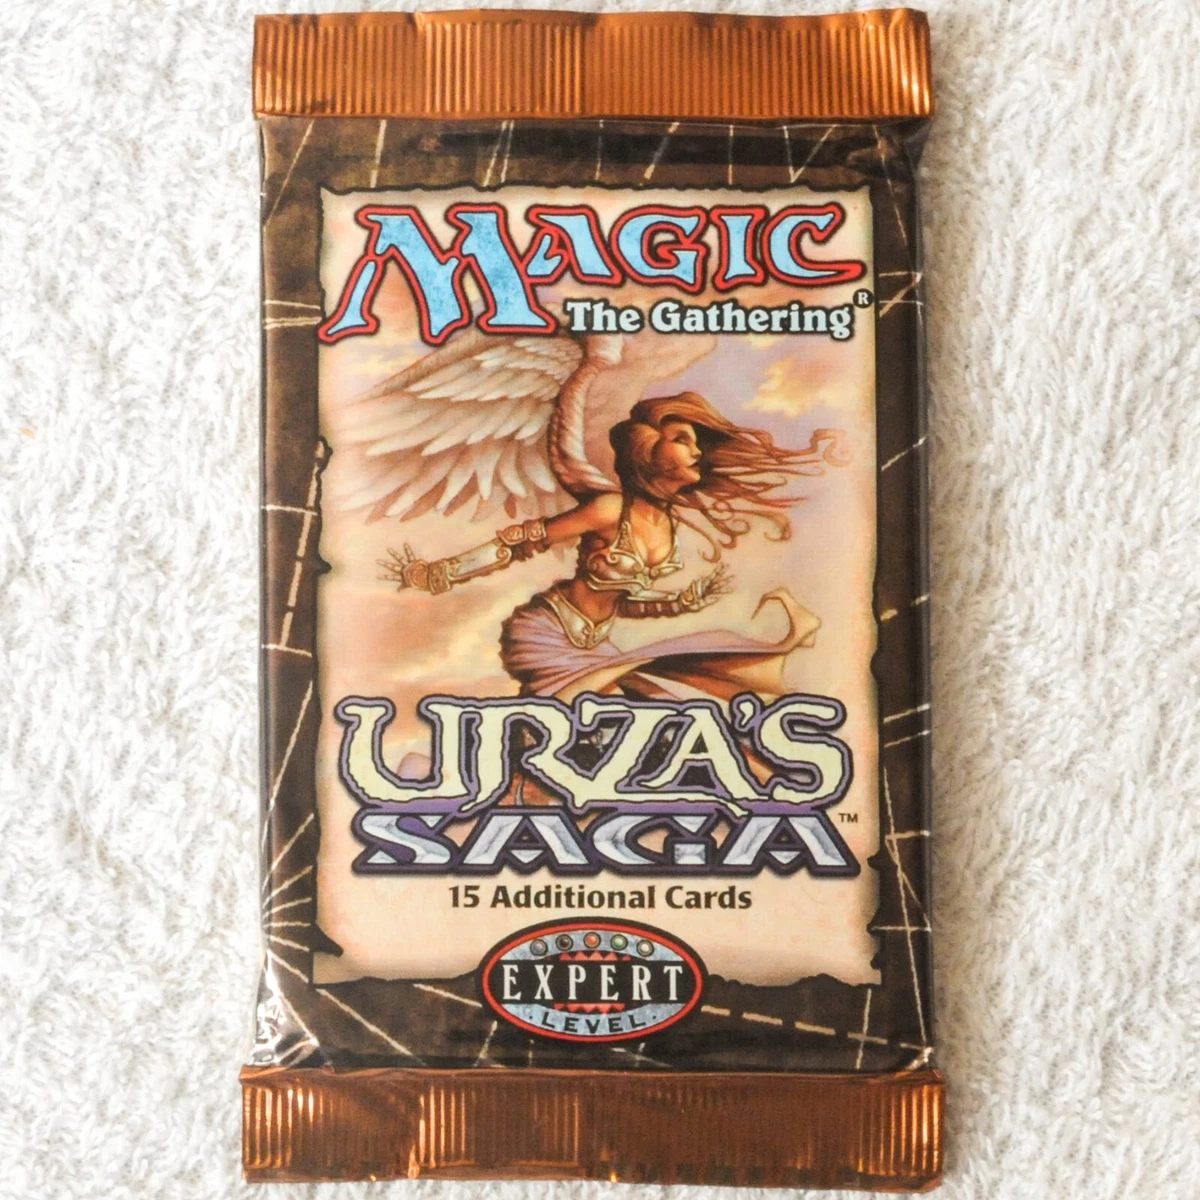 MAGIC
The Gathering®
URZA'S
SAGA™
15 Additional Cards
EXPERT
·LEVEL·